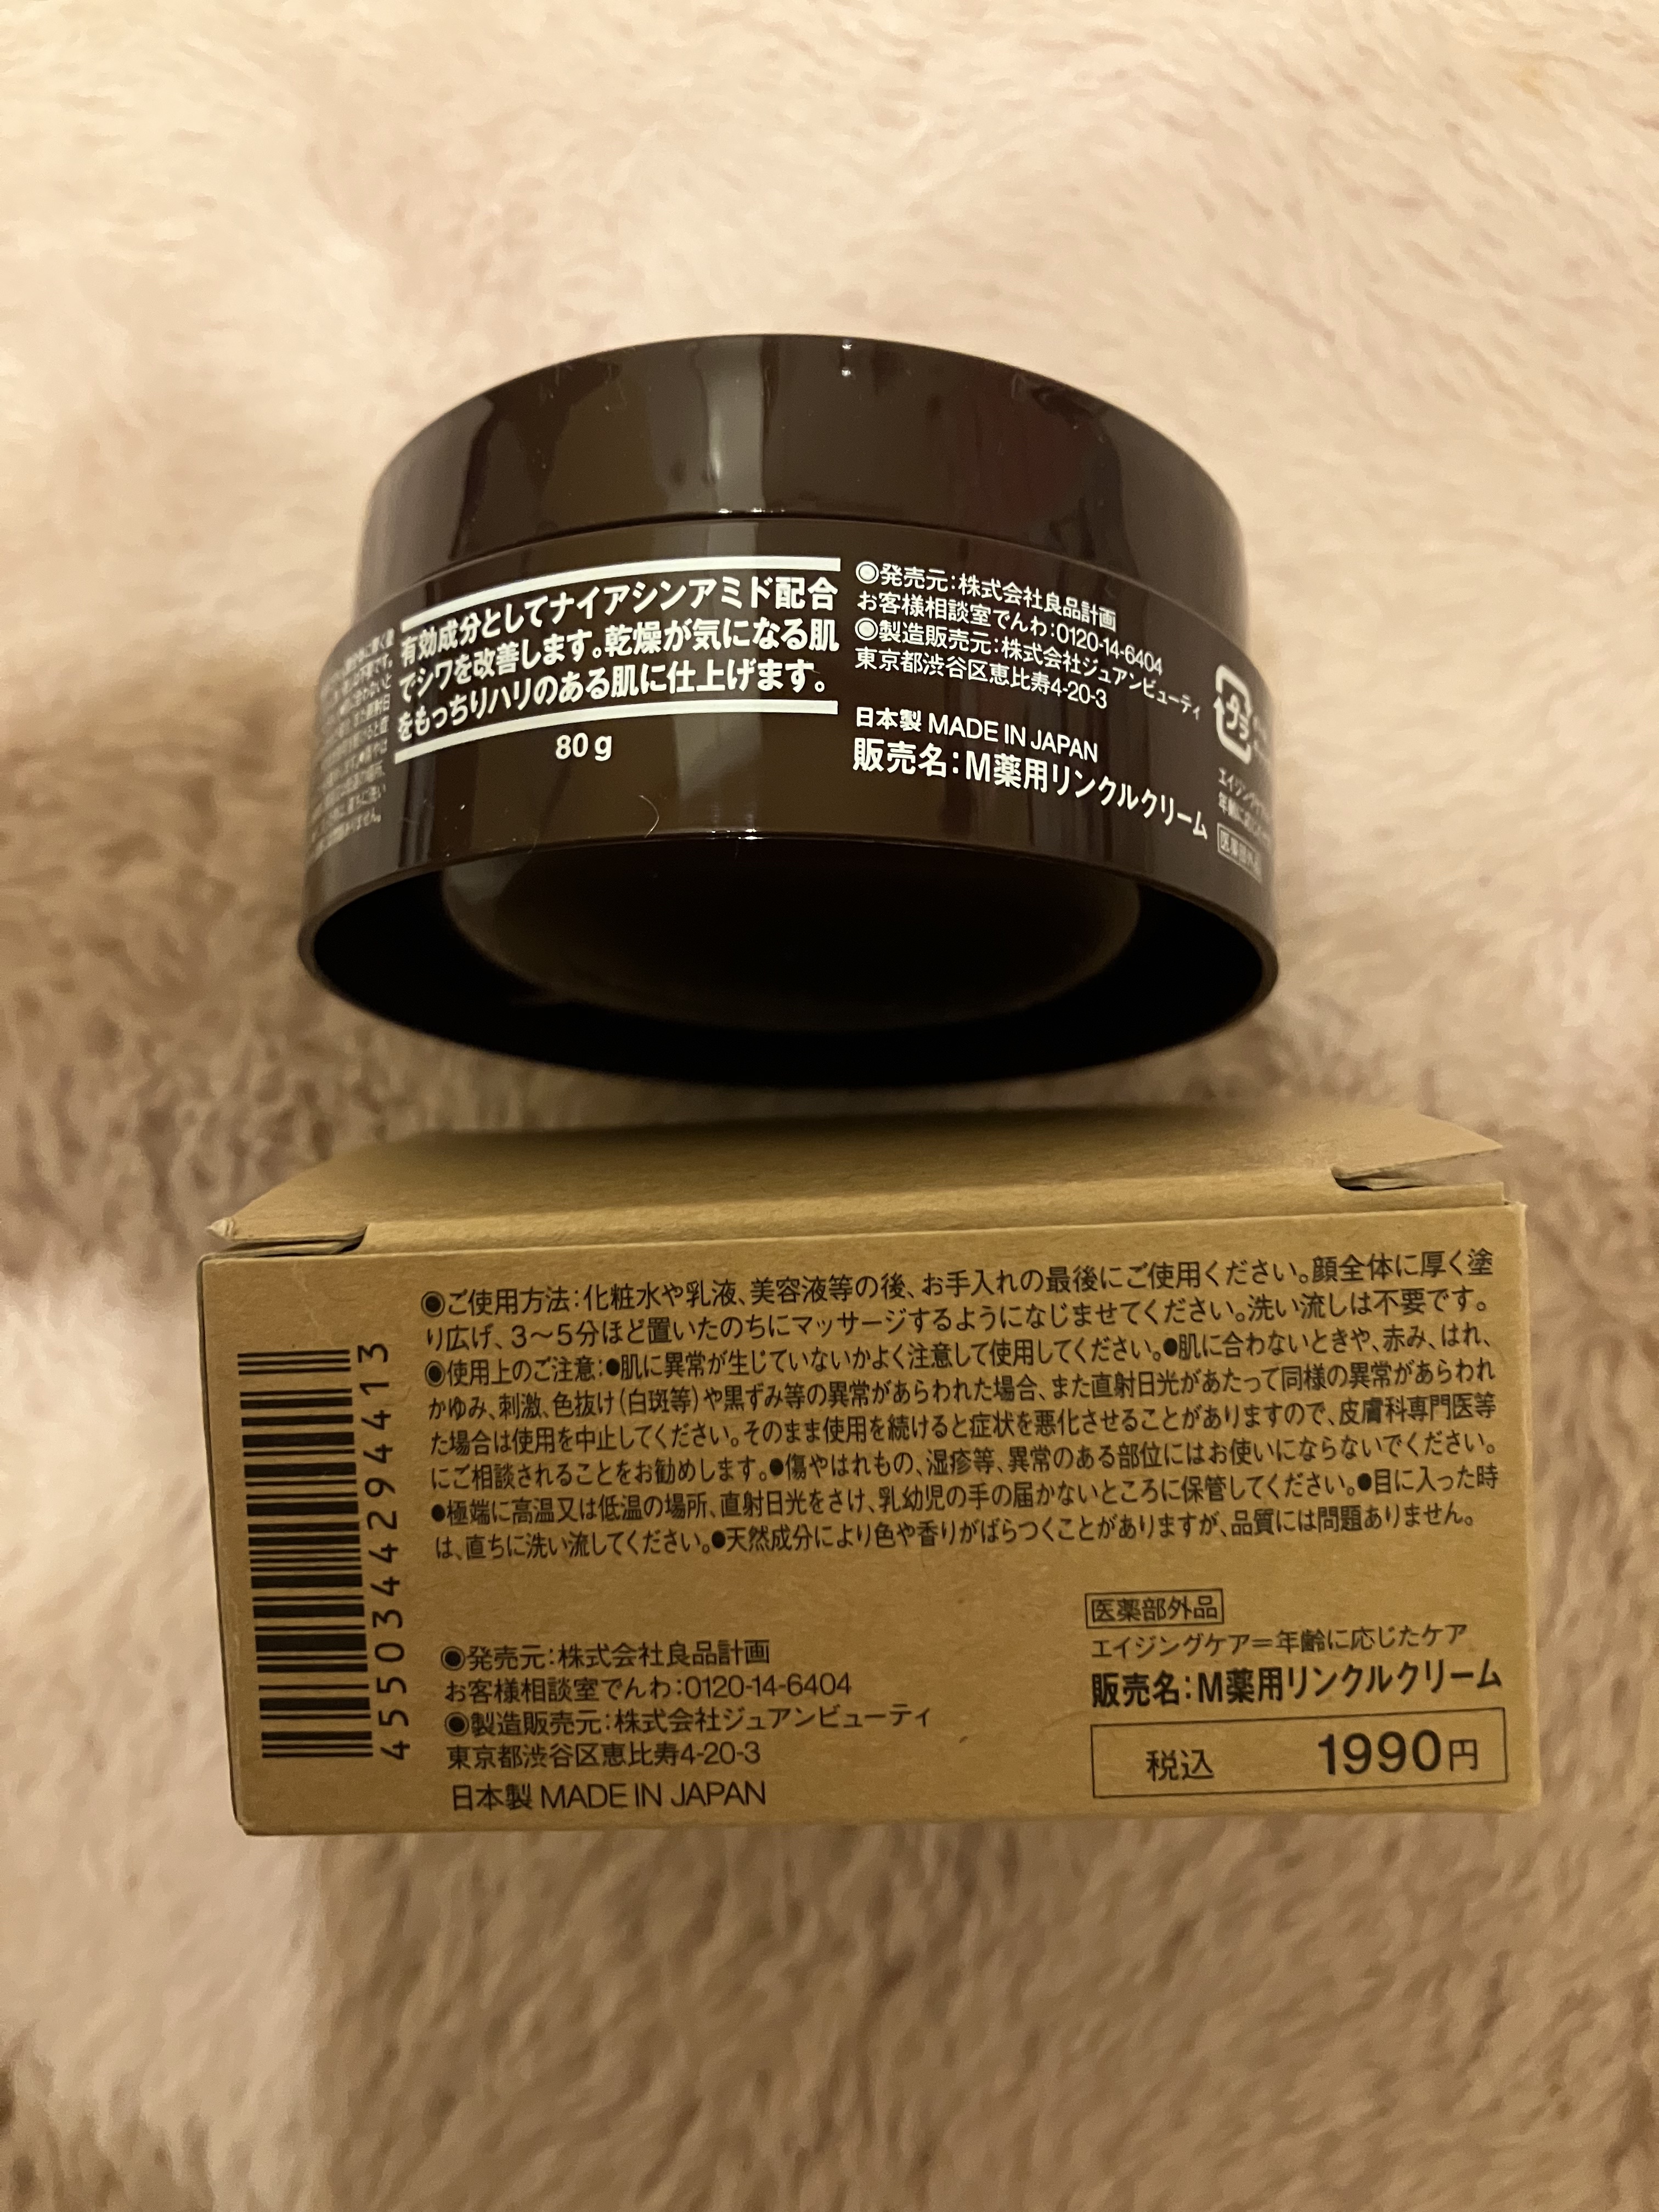 有効成分としてナイアシンアミド配合
でシワを改善します。乾燥が気になる肌
をもっちりハリのある肌に仕上げます。
80g
◉発売元:株式会社良品計画
お客様相談室でんわ:0120-14-6404
◉製造販売元:株式会社ジュアンビューティ
東京都渋谷区恵比寿4-20-3
日本製 MADE IN JAPAN
販売名:M薬用リンクルクリーム
プラ
◉ご使用方法:化粧水や乳液、美容液等の後、お手入れの最後にご使用ください。顔全体に厚く塗
り広げ、3〜5分ほど置いたのちにマッサージするようになじませてください。洗い流しは不要です。
◉使用上のご注意:●肌に異常が生じていないかよく注意して使用してください。●肌に合わないときや、赤み、はれ、
かゆみ、刺激、色抜け(白斑等)や黒ずみ等の異常があらわれた場合、また直射日光があたって同様の異常があらわれ
た場合は使用を中止してください。そのまま使用を続けると症状を悪化させることがありますので、皮膚科専門医等
にご相談されることをお勧めします。●傷やはれもの、湿疹等、異常のある部位にはお使いにならないでください。
●極端に高温又は低温の場所、直射日光をさけ、乳幼児の手の届かないところに保管してください。●目に入った時
は、直ちに洗い流してください。●天然成分により色や香りがばらつくことがありますが、品質には問題ありません。
4550344294413
◉発売元:株式会社良品計画
お客様相談室でんわ:0120-14-6404
◉製造販売元:株式会社ジュアンビューティ
東京都渋谷区恵比寿4-20-3
日本製 MADE IN JAPAN
医薬部外品
エイジングケア=年齢に応じたケア
販売名:M薬用リンクルクリーム
税込 1990円